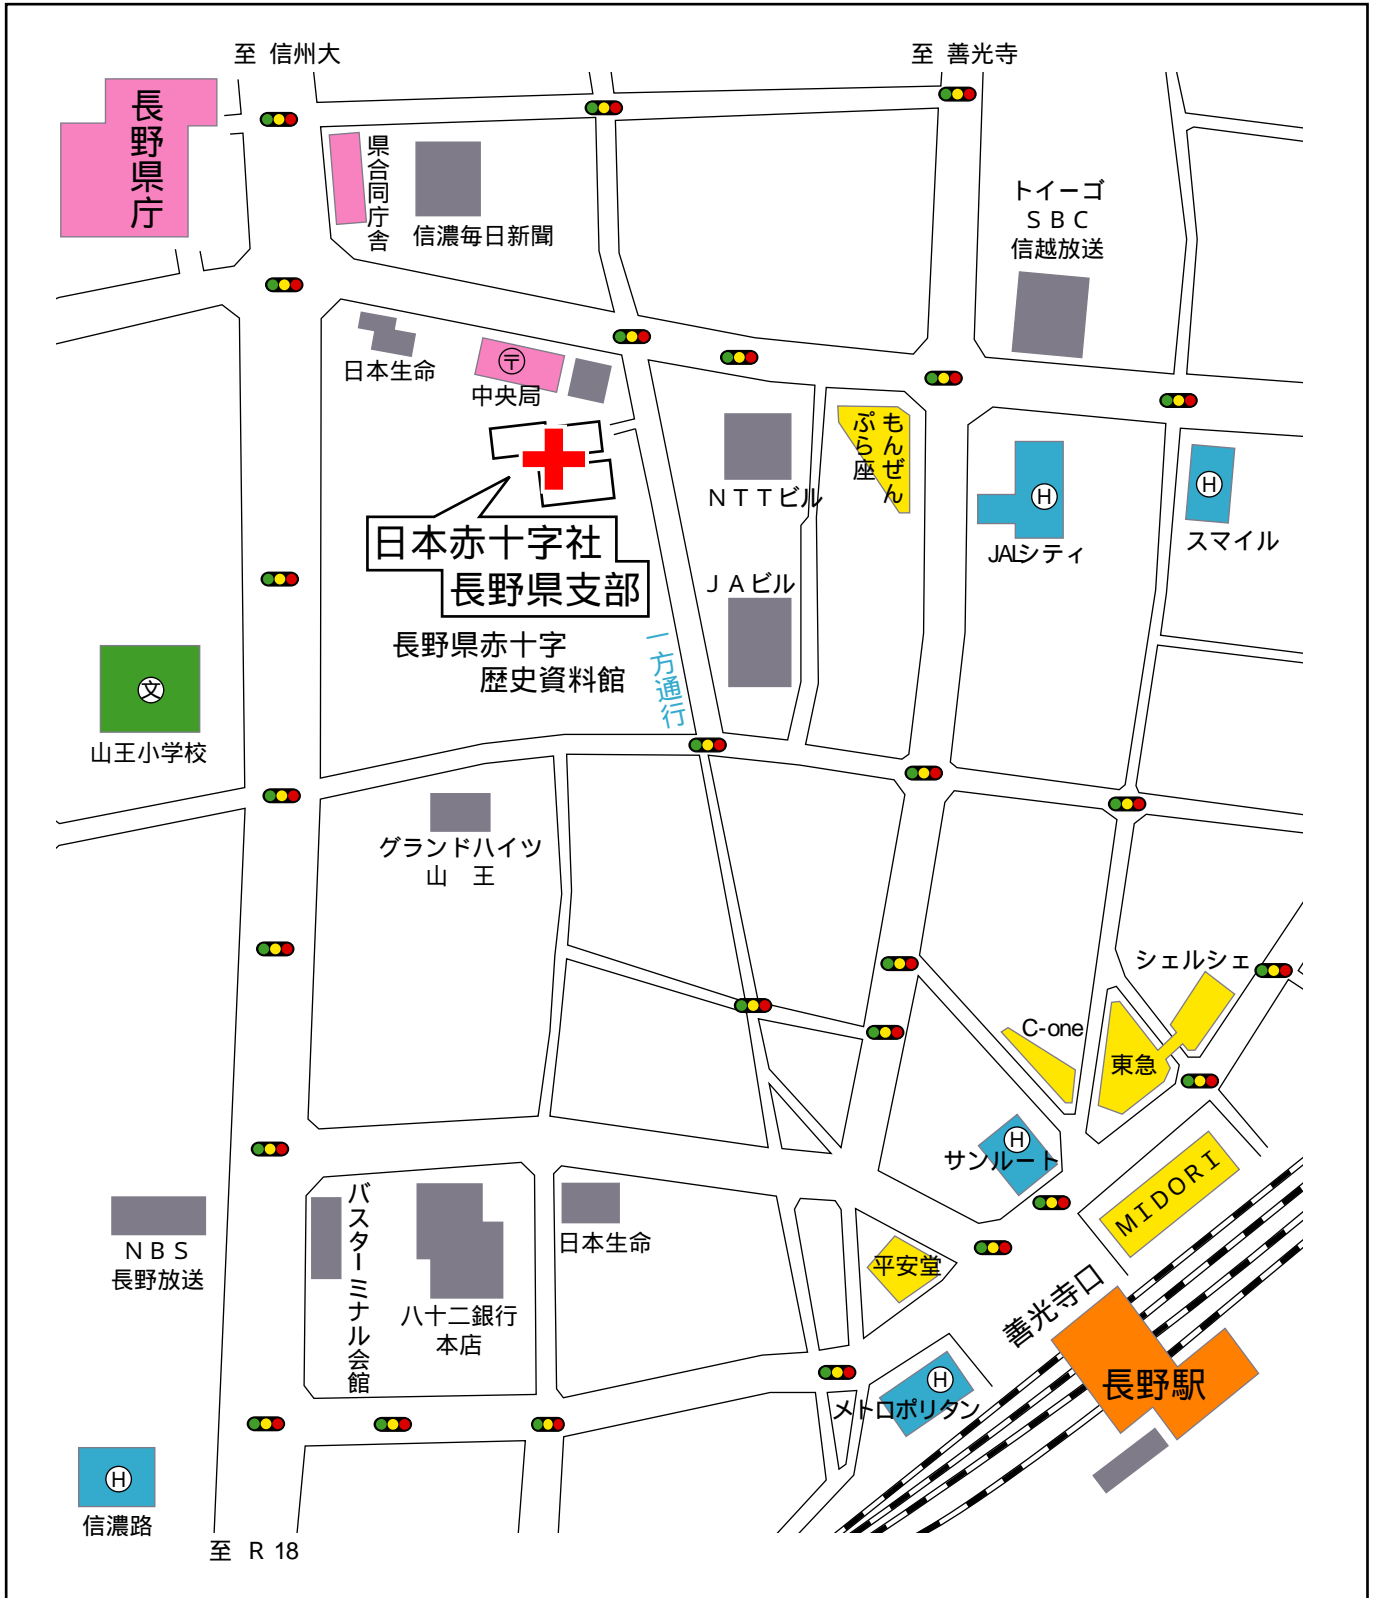 至 信州大
至 善光寺
長野県庁
県合同庁舎
信濃毎日新聞
トイーゴ
ＳＢＣ
信越放送
日本生命
〒
中央局
もんぜん
ぷら座
ＮＴＴビル
H
JALシティ
H
スマイル
日本赤十字社
長野県支部
ＪＡビル
長野県赤十字
歴史資料館
一方通行
文
山王小学校
グランドハイツ
山　王
シェルシェ
C-one
東急
H
サンルート
ＭＩＤＯＲＩ
ＮＢＳ
長野放送
バスターミナル会館
八十二銀行
本店
日本生命
平安堂
善光寺口
長野駅
H
メトロポリタン
H
信濃路
至 R 18